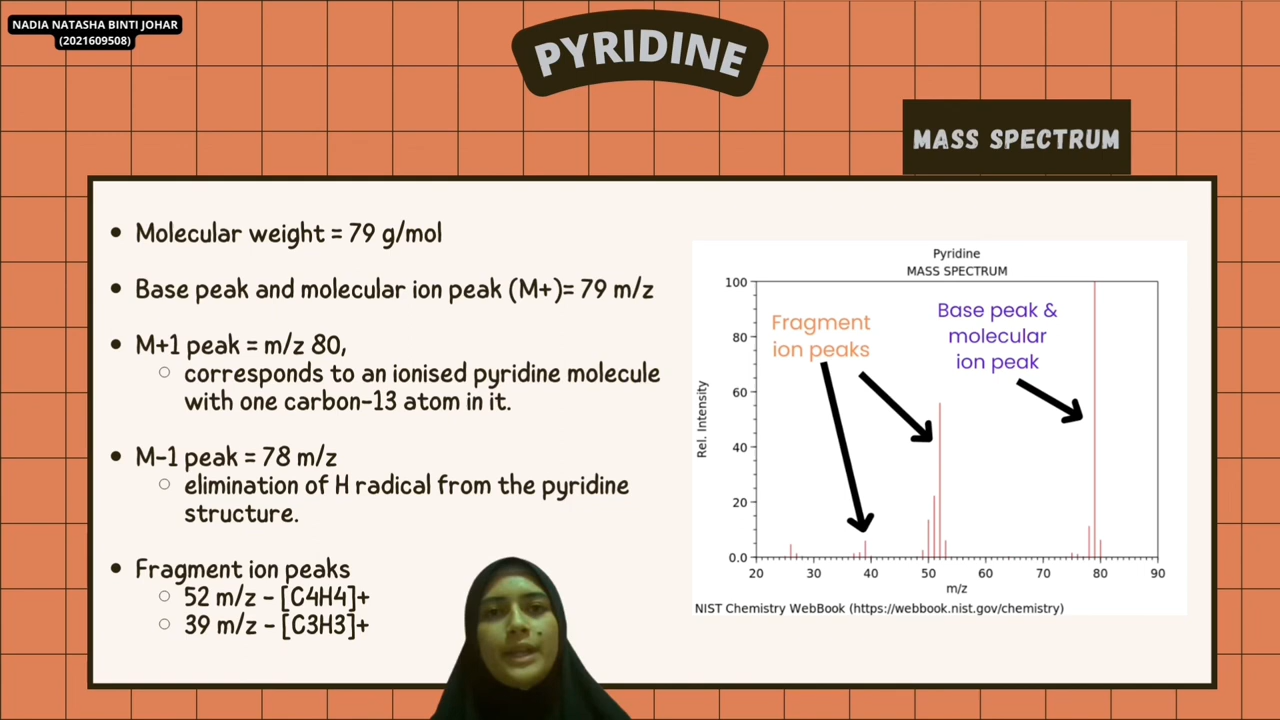 NADIA NATASHA BINTI JOHAR
(2021609508)
PYRIDINE
MASS SPECTRUM
• Molecular weight = 79 g/mol
• Base peak and molecular ion peak (M+)= 79 m/z
• M+1 peak = m/z 80,
○ corresponds to an ionised pyridine molecule
with one carbon-13 atom in it.
• M-1 peak = 78 m/z
○ elimination of H radical from the pyridine
structure.
• Fragment ion peaks
○ 52 m/z - [C4H4]+
○ 39 m/z - [C3H3]+
Pyridine
MASS SPECTRUM
100
80
60
40
20
0.0
Rel. Intensity
Fragment
ion peaks
Base peak &
molecular
ion peak
20 30 40 50 60 70 80 90
m/z
NIST Chemistry WebBook (https://webbook.nist.gov/chemistry)